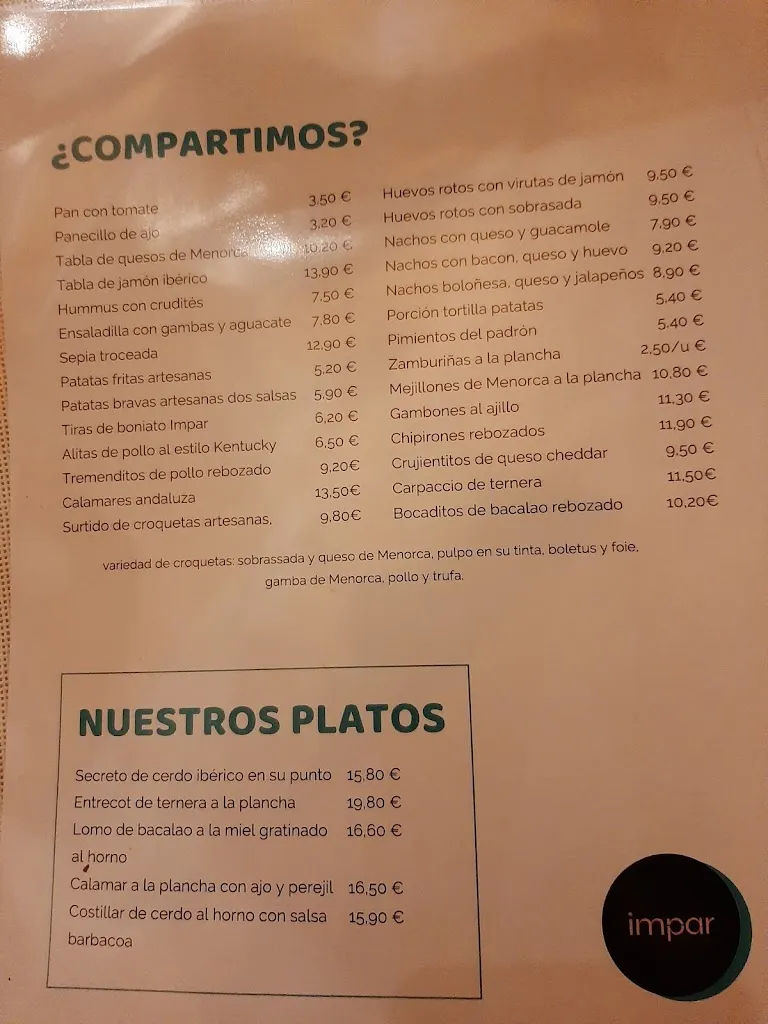 ¿COMPARTIMOS?
Pan con tomate 3,50 €
Panecillo de ajo 3,20 €
Tabla de quesos de Menorca 10,20 €
Tabla de jamón ibérico 13,90 €
Hummus con crudités 7,50 €
Ensaladilla con gambas y aguacate 7,80 €
Sepia troceada 12,90 €
Patatas fritas artesanas 5,20 €
Patatas bravas artesanas dos salsas 5,90 €
Tiras de boniato Impar 6,20 €
Alitas de pollo al estilo Kentucky 6,50 €
Tremenditos de pollo rebozado 9,20€
Calamares andaluza 13,50€
Surtido de croquetas artesanas, 9,80€
Huevos rotos con virutas de jamón 9,50 €
Huevos rotos con sobrasada 9,50 €
Nachos con queso y guacamole 7,90 €
Nachos con bacon, queso y huevo 9,20 €
Nachos boloñesa, queso y jalapeños 8,90 €
Porción tortilla patatas 5,40 €
Pimientos del padrón 5,40 €
Zamburiñas a la plancha 2,50/u €
Mejillones de Menorca a la plancha 10,80 €
Gambones al ajillo 11,30 €
Chipirones rebozados 11,90 €
Crujientitos de queso cheddar 9,50 €
Carpaccio de ternera 11,50€
Bocaditos de bacalao rebozado 10,20€
variedad de croquetas: sobrassada y queso de Menorca, pulpo en su tinta, boletus y foie,
gamba de Menorca, pollo y trufa.
NUESTROS PLATOS
Secreto de cerdo ibérico en su punto 15,80 €
Entrecot de ternera a la plancha 19,80 €
Lomo de bacalao a la miel gratinado 16,60 €
al horno
Calamar a la plancha con ajo y perejil 16,50 €
Costillar de cerdo al horno con salsa 15,90 €
barbacoa
impar